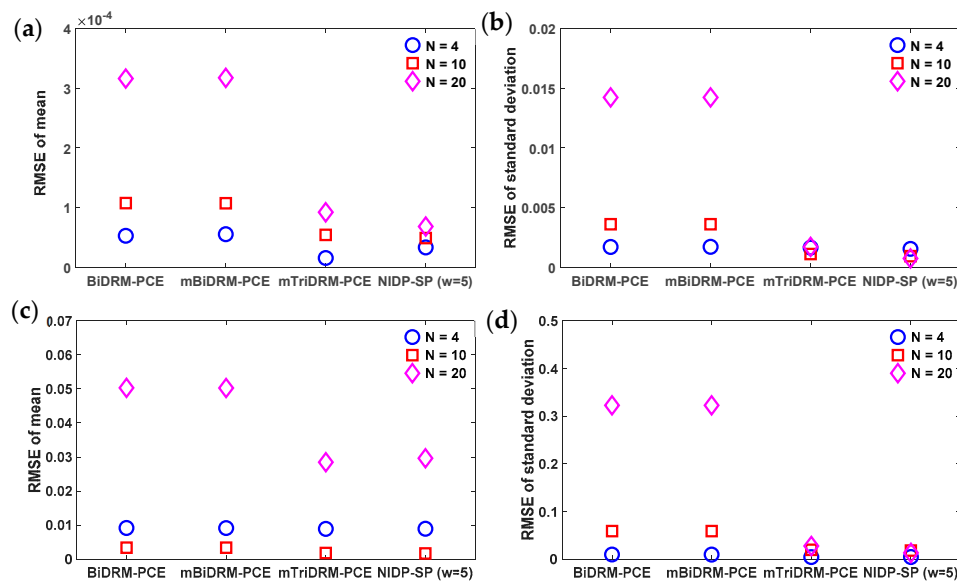 (a)
×10⁻⁴
4
3
2
1
0
RMSE of mean
N = 4
N = 10
N = 20
BiDRM-PCE mBiDRM-PCE mTriDRM-PCE NIDP-SP (w=5)
(b)
0.02
0.015
0.01
0.005
0
RMSE of standard deviation
N = 4
N = 10
N = 20
BiDRM-PCE mBiDRM-PCE mTriDRM-PCE NIDP-SP (w=5)
(c)
0.07
0.06
0.05
0.04
0.03
0.02
0.01
0
RMSE of mean
N = 4
N = 10
N = 20
BiDRM-PCE mBiDRM-PCE mTriDRM-PCE NIDP-SP (w=5)
(d)
0.5
0.4
0.3
0.2
0.1
0
RMSE of standard deviation
N = 4
N = 10
N = 20
BiDRM-PCE mBiDRM-PCE mTriDRM-PCE NIDP-SP (w=5)